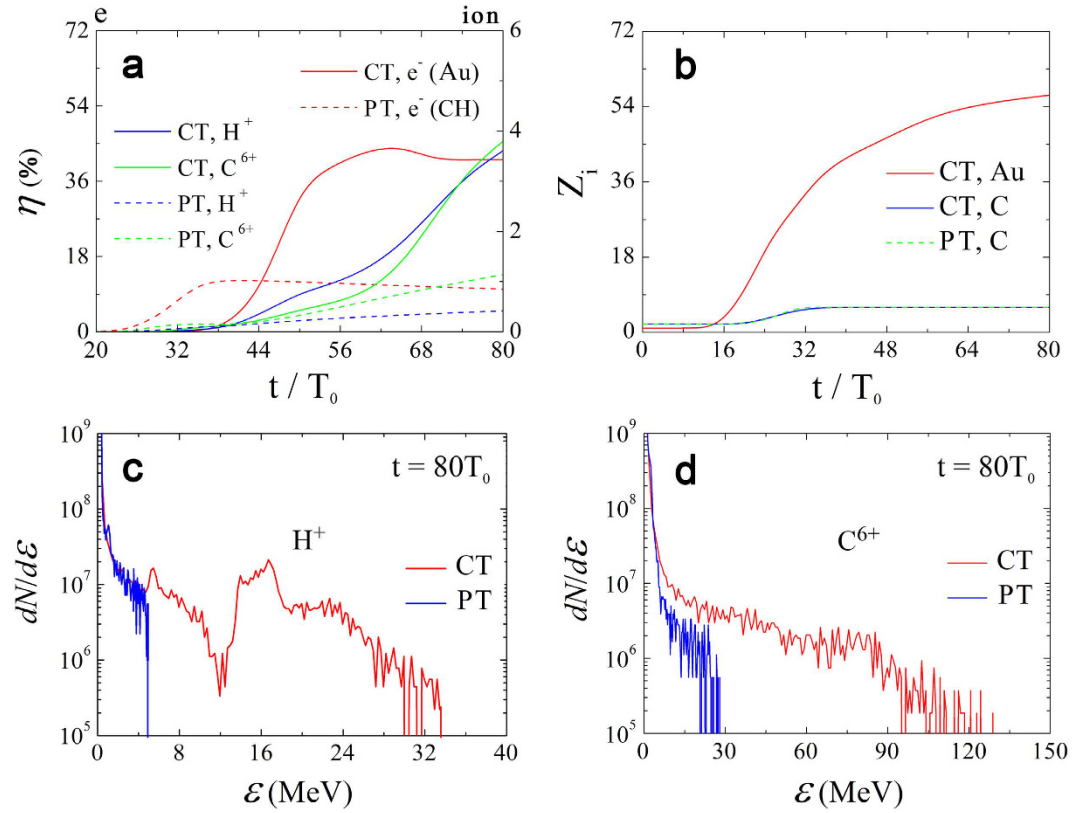 e
ion
72
54
36
18
0
6
4
2
0
a
CT, e⁻ (Au)
PT, e⁻ (CH)
CT, H⁺
CT, C⁶⁺
PT, H⁺
PT, C⁶⁺
η (%)
20 32 44 56 68 80
t / T₀
72
54
36
18
0
b
CT, Au
CT, C
PT, C
Zᵢ
0 16 32 48 64 80
t / T₀
10⁹
10⁸
10⁷
10⁶
10⁵
c
t = 80T₀
H⁺
CT
PT
dN/dε
0 8 16 24 32 40
ε (MeV)
10⁹
10⁸
10⁷
10⁶
10⁵
d
t = 80T₀
C⁶⁺
CT
PT
dN/dε
0 30 60 90 120 150
ε (MeV)